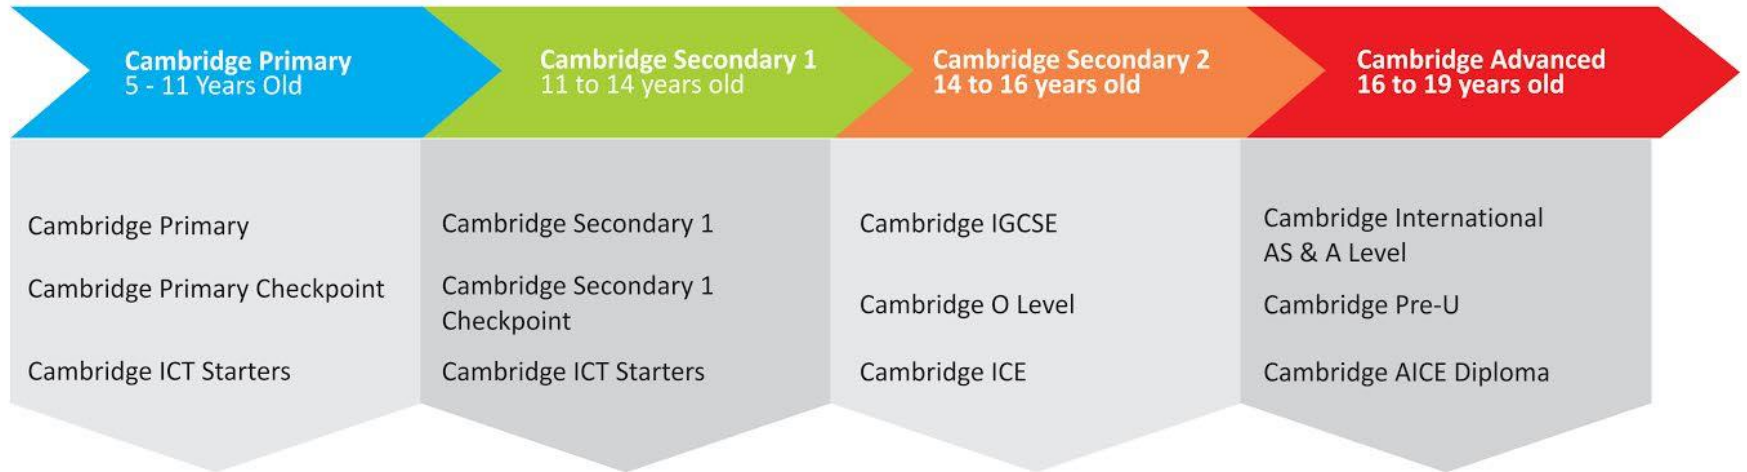 Cambridge Primary
5 - 11 Years Old
Cambridge Secondary 1
11 to 14 years old
Cambridge Secondary 2
14 to 16 years old
Cambridge Advanced
16 to 19 years old
Cambridge Primary
Cambridge Primary Checkpoint
Cambridge ICT Starters
Cambridge Secondary 1
Cambridge Secondary 1
Checkpoint
Cambridge ICT Starters
Cambridge IGCSE
Cambridge O Level
Cambridge ICE
Cambridge International
AS & A Level
Cambridge Pre-U
Cambridge AICE Diploma